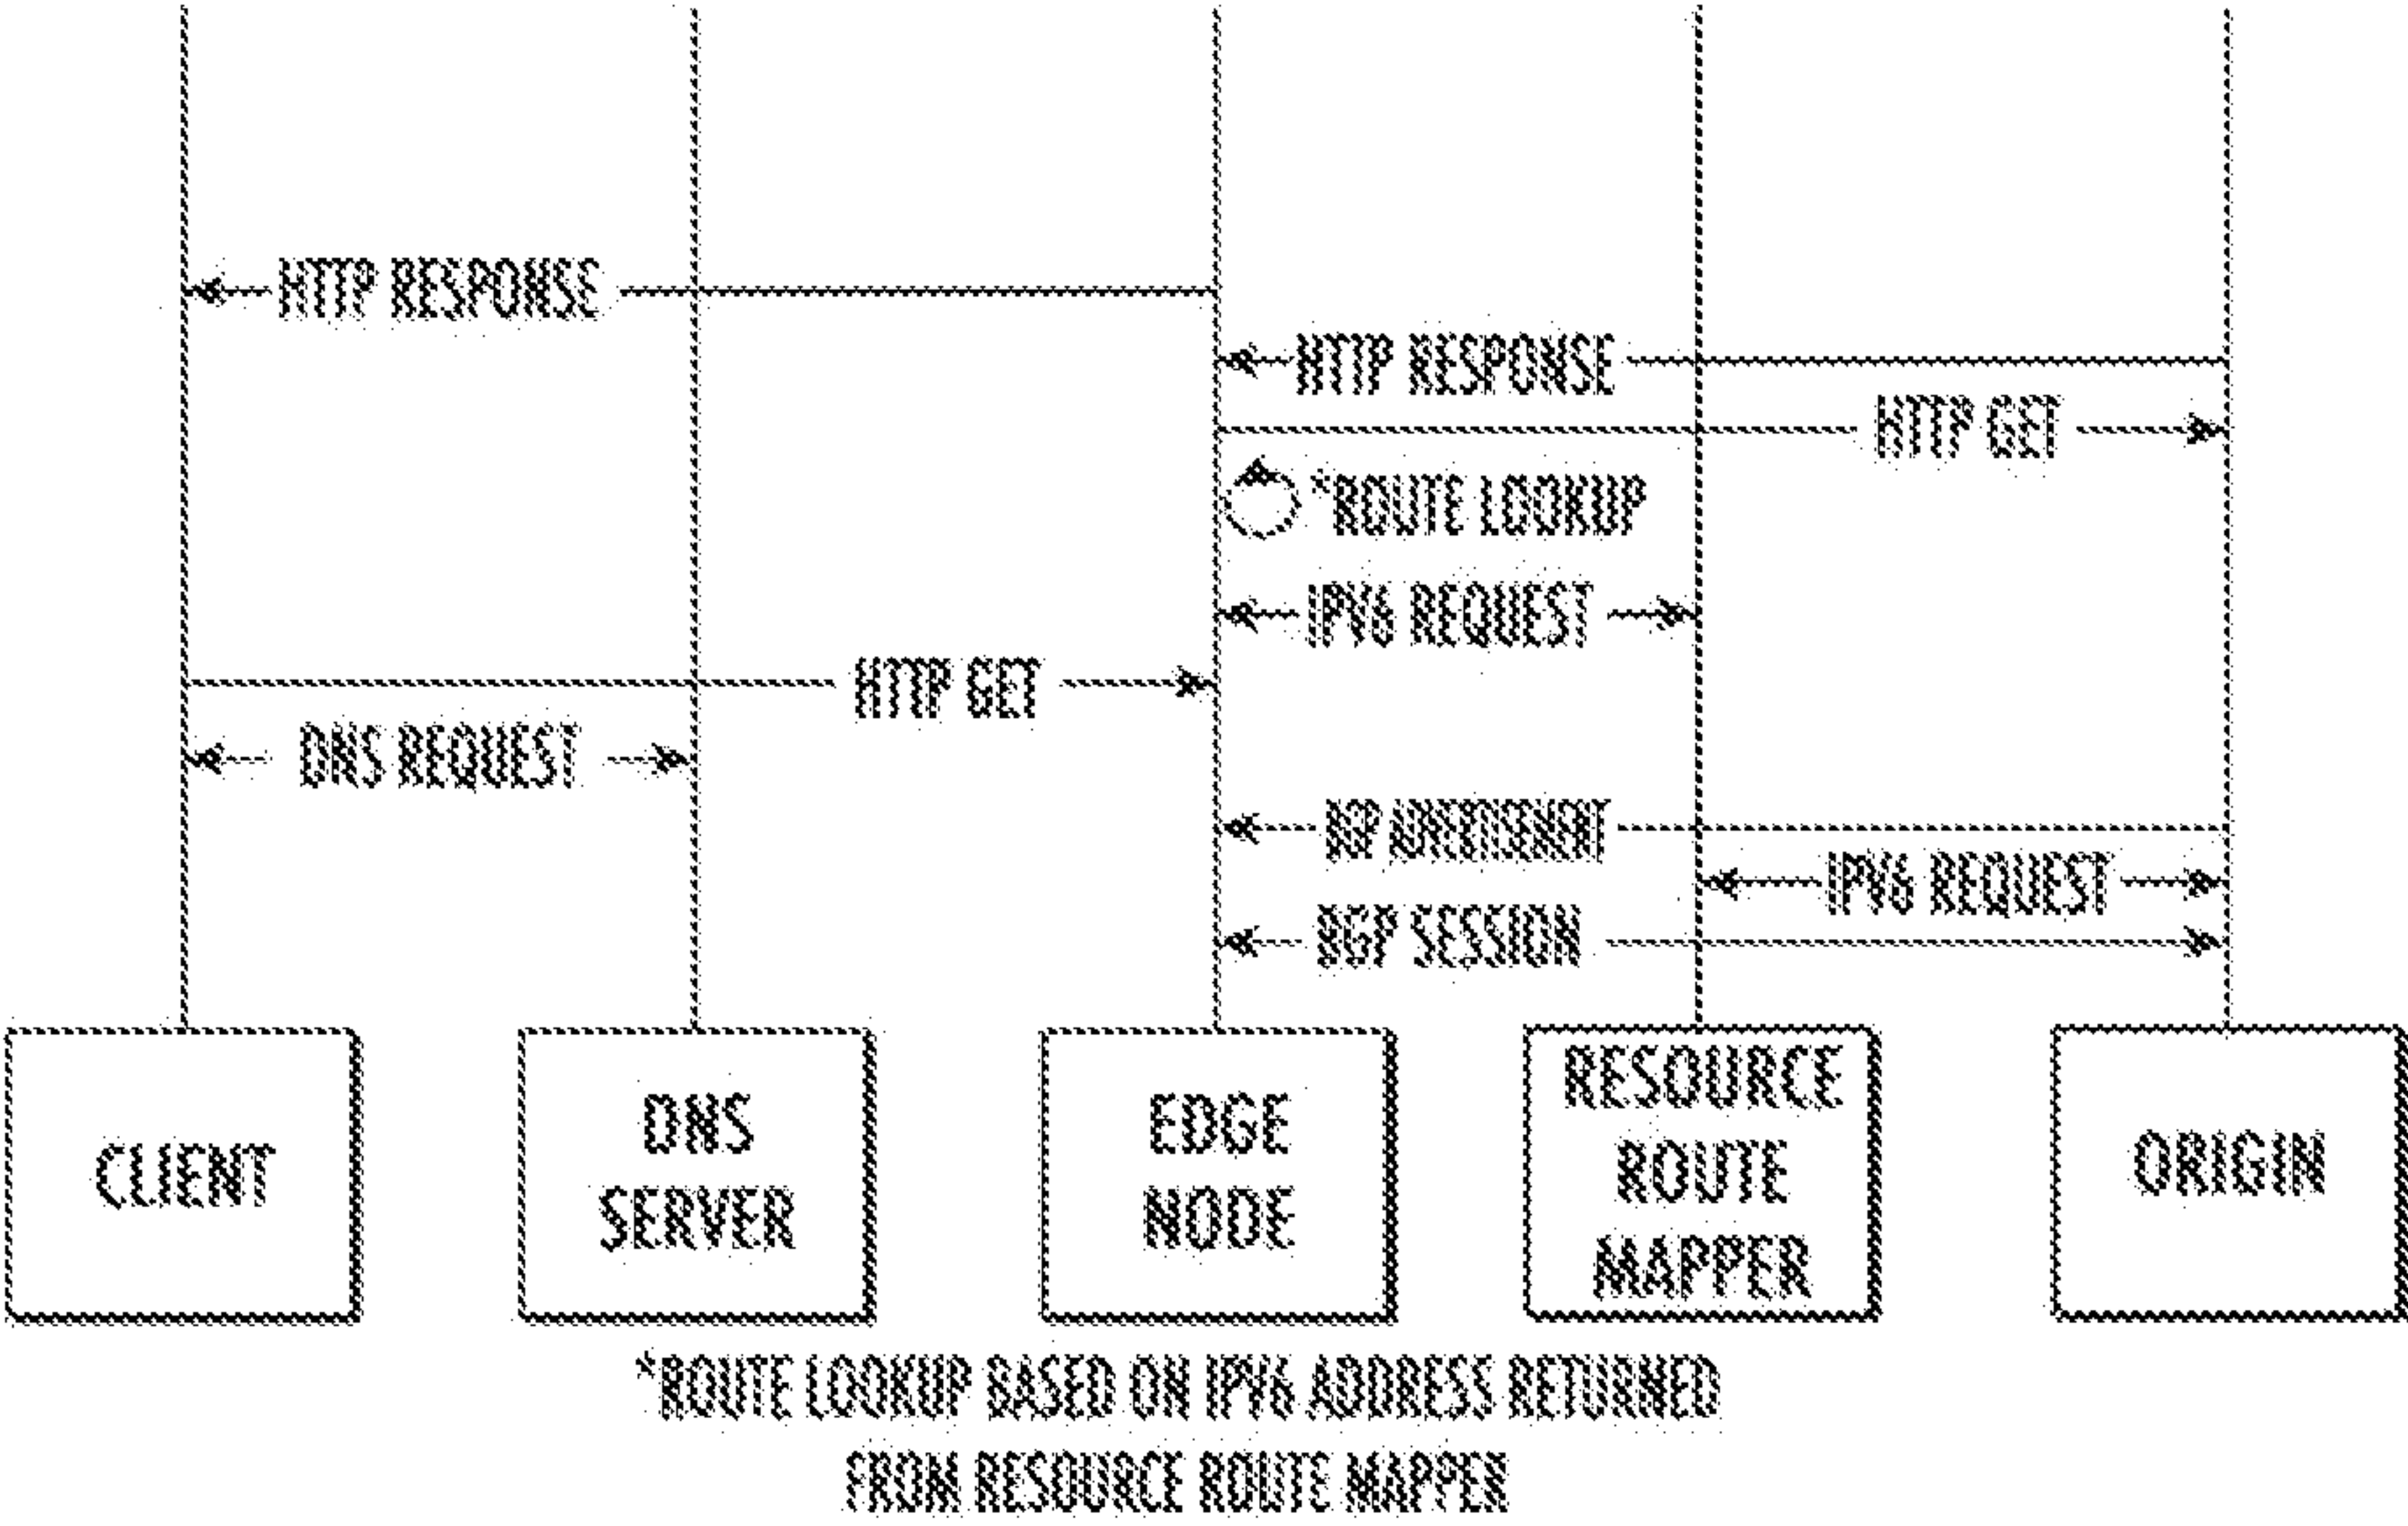 HTTP RESPONSE
HTTP RESPONSE
HTTP GET
*ROUTE LOOKUP
IPV6 REQUEST
HTTP GET
DNS REQUEST
BGP ADVERTISEMENT
IPV6 REQUEST
BGP SESSION
CLIENT
DNS
SERVER
EDGE
NODE
RESOURCE
ROUTE
MAPPER
ORIGIN
*ROUTE LOOKUP BASED ON IPV6 ADDRESS RETURNED
FROM RESOURCE ROUTE MAPPER